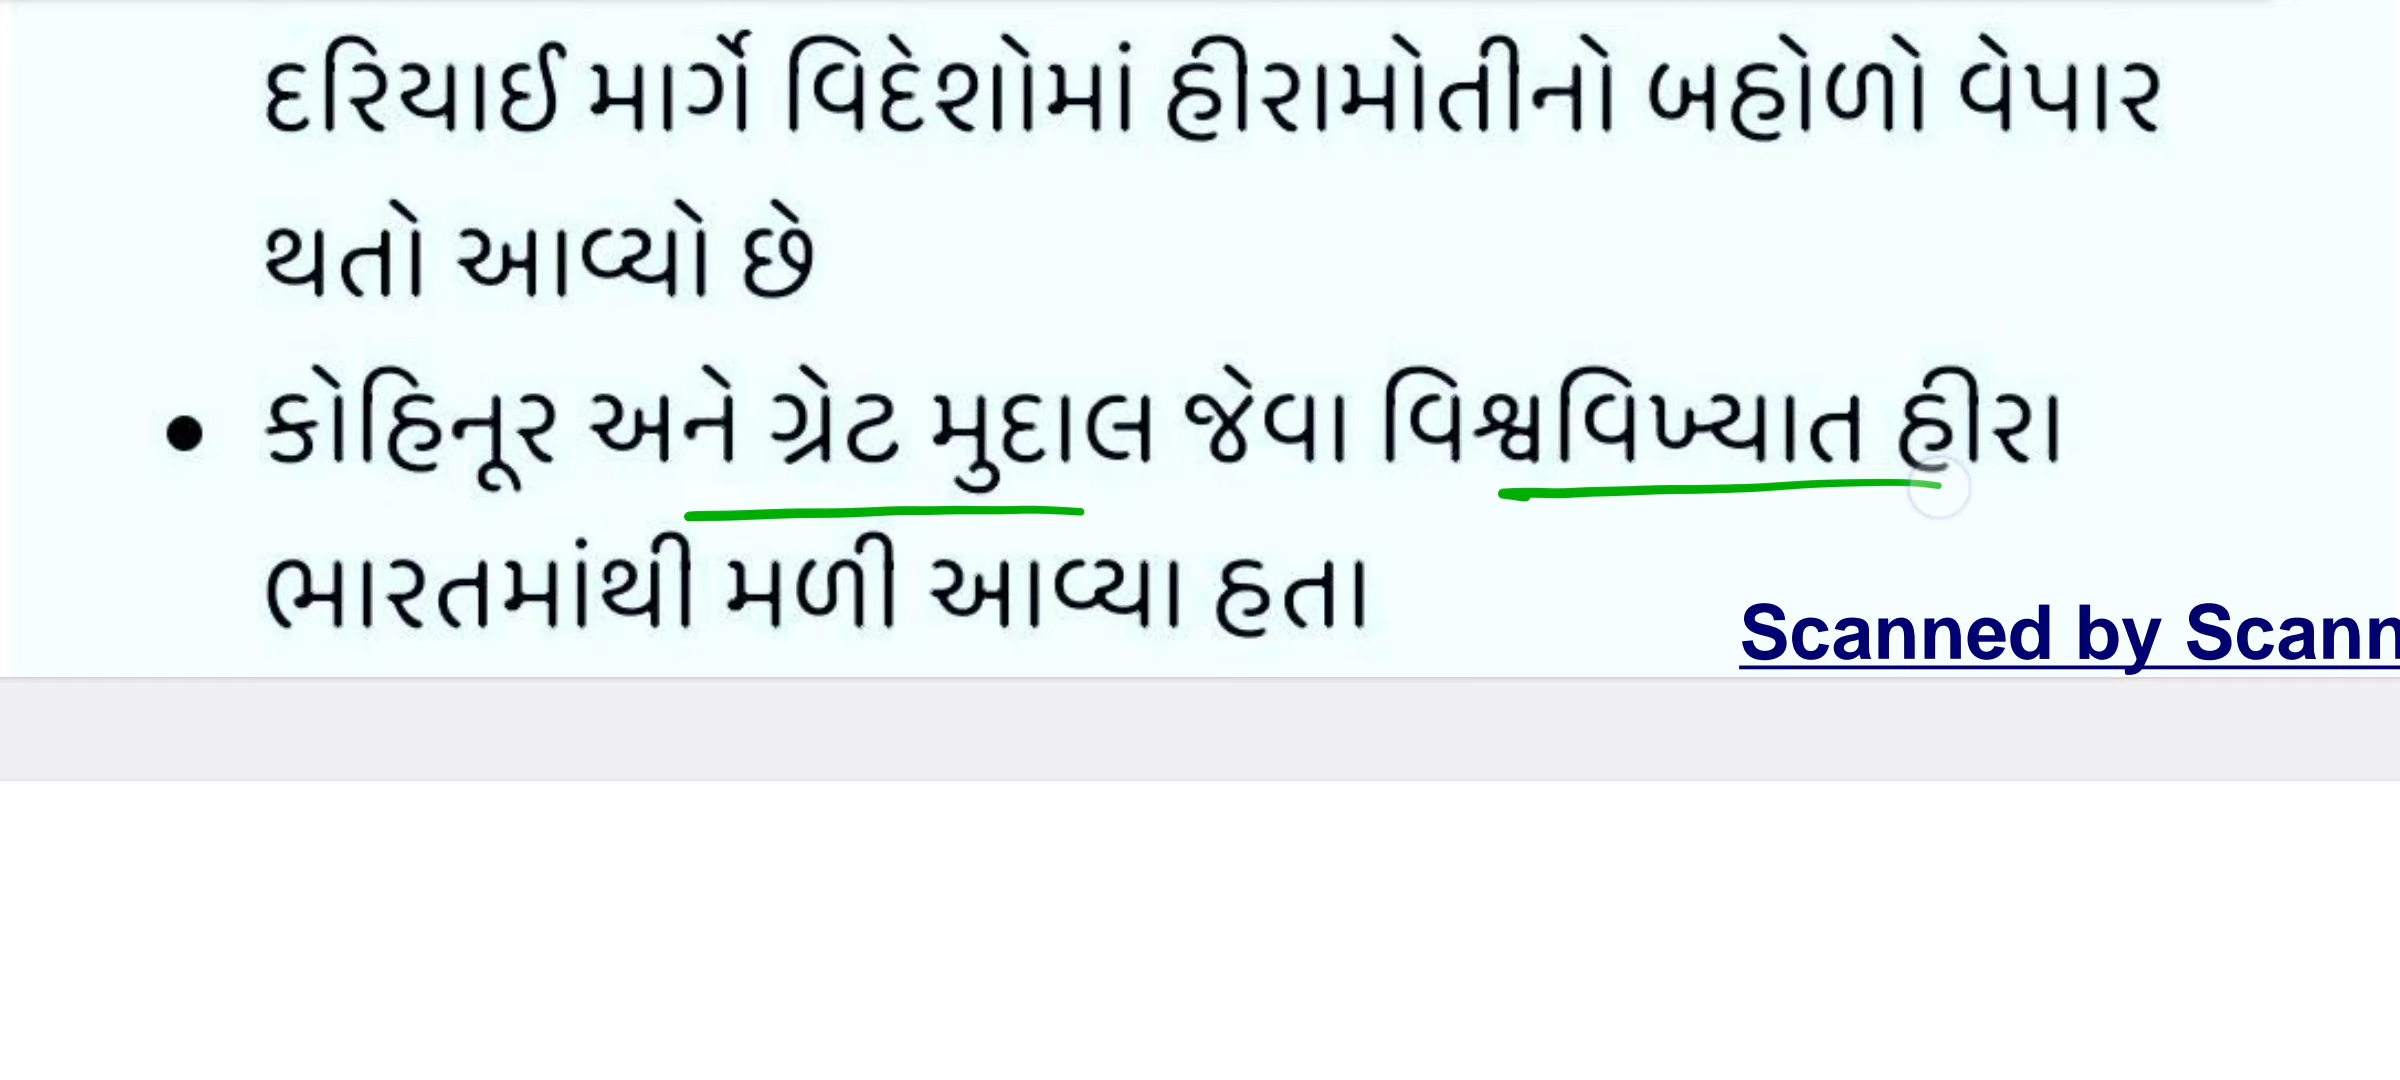 દરિયાઈ માર્ગે વિદેશોમાં હીરામોતીનો બહોળો વેપાર
થતો આવ્યો છે
● કોહિનૂર અને ગ્રેટ મુદાલ જેવા વિશ્વવિખ્યાત હીરા
ભારતમાંથી મળી આવ્યા હતા
Scanned by Scann